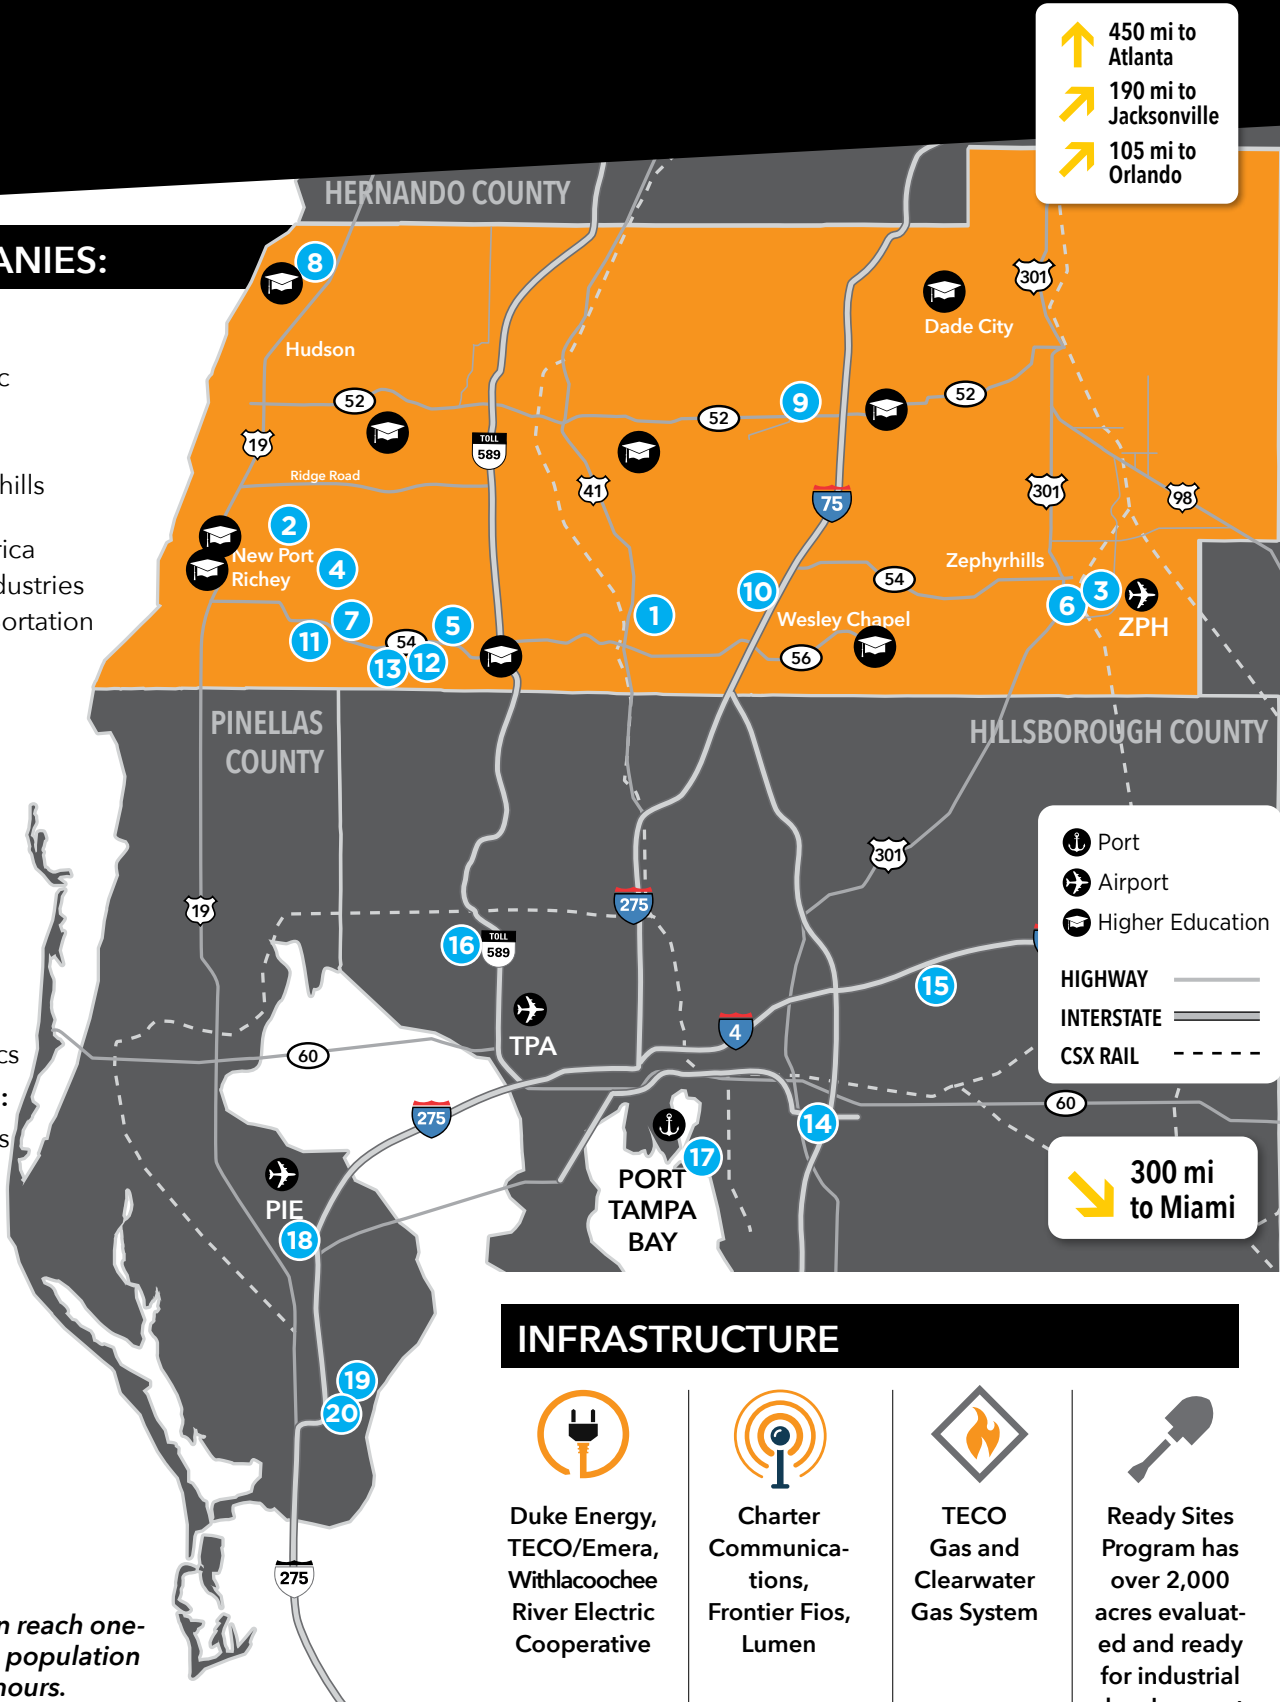 450 mi to
Atlanta
190 mi to
Jacksonville
105 mi to
Orlando
HERNANDO COUNTY
ANIES:
8
301
Dade City
Hudson
c
52
9
52
52
19
TOLL
589
hills
Ridge Road
41
75
301
98
2
rica
New Port
Richey
4
Zephyrhills
dustries
54
10
3
6
ortation
7
5
1
Wesley Chapel
ZPH
11
54
13
12
56
PINELLAS
COUNTY
HILLSBOROUGH COUNTY
Port
301
Airport
19
275
Higher Education
16
TOLL
589
HIGHWAY
15
INTERSTATE
TPA
4
cs
60
CSX RAIL
:
275
60
s
14
17
PORT
TAMPA
BAY
300 mi
to Miami
PIE
18
INFRASTRUCTURE
19
20
Duke Energy,
TECO/Emera,
Withlacoochee
River Electric
Cooperative
Charter
Communica-
tions,
Frontier Fios,
Lumen
TECO
Gas and
Clearwater
Gas System
Ready Sites
Program has
over 2,000
acres evaluat-
ed and ready
for industrial
275
n reach one-
population
hours.